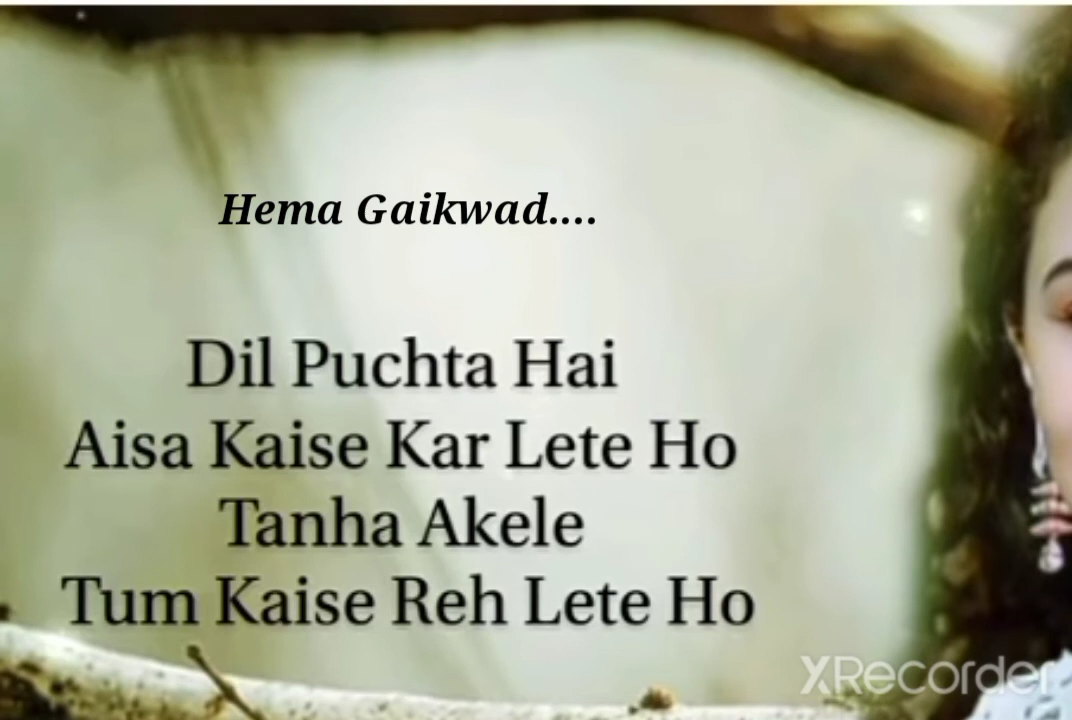 Hema Gaikwad....
Dil Puchta Hai
Aisa Kaise Kar Lete Ho
Tanha Akele
Tum Kaise Reh Lete Ho
XRecorder